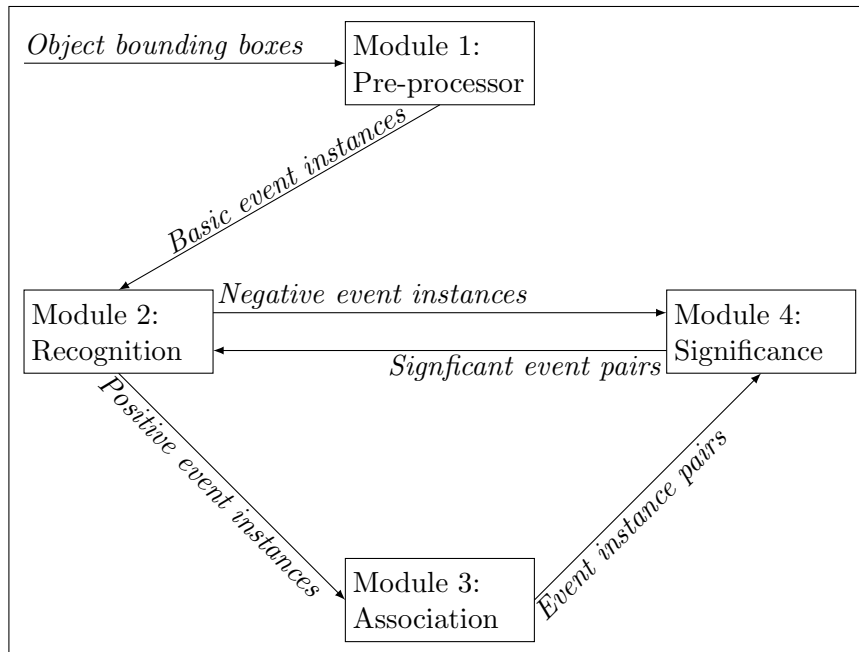 Object bounding boxes
Module 1:
Pre-processor
Basic event instances
Module 2:
Recognition
Negative event instances
Signficant event pairs
Module 4:
Significance
Positive event instances
Event instance pairs
Module 3:
Association